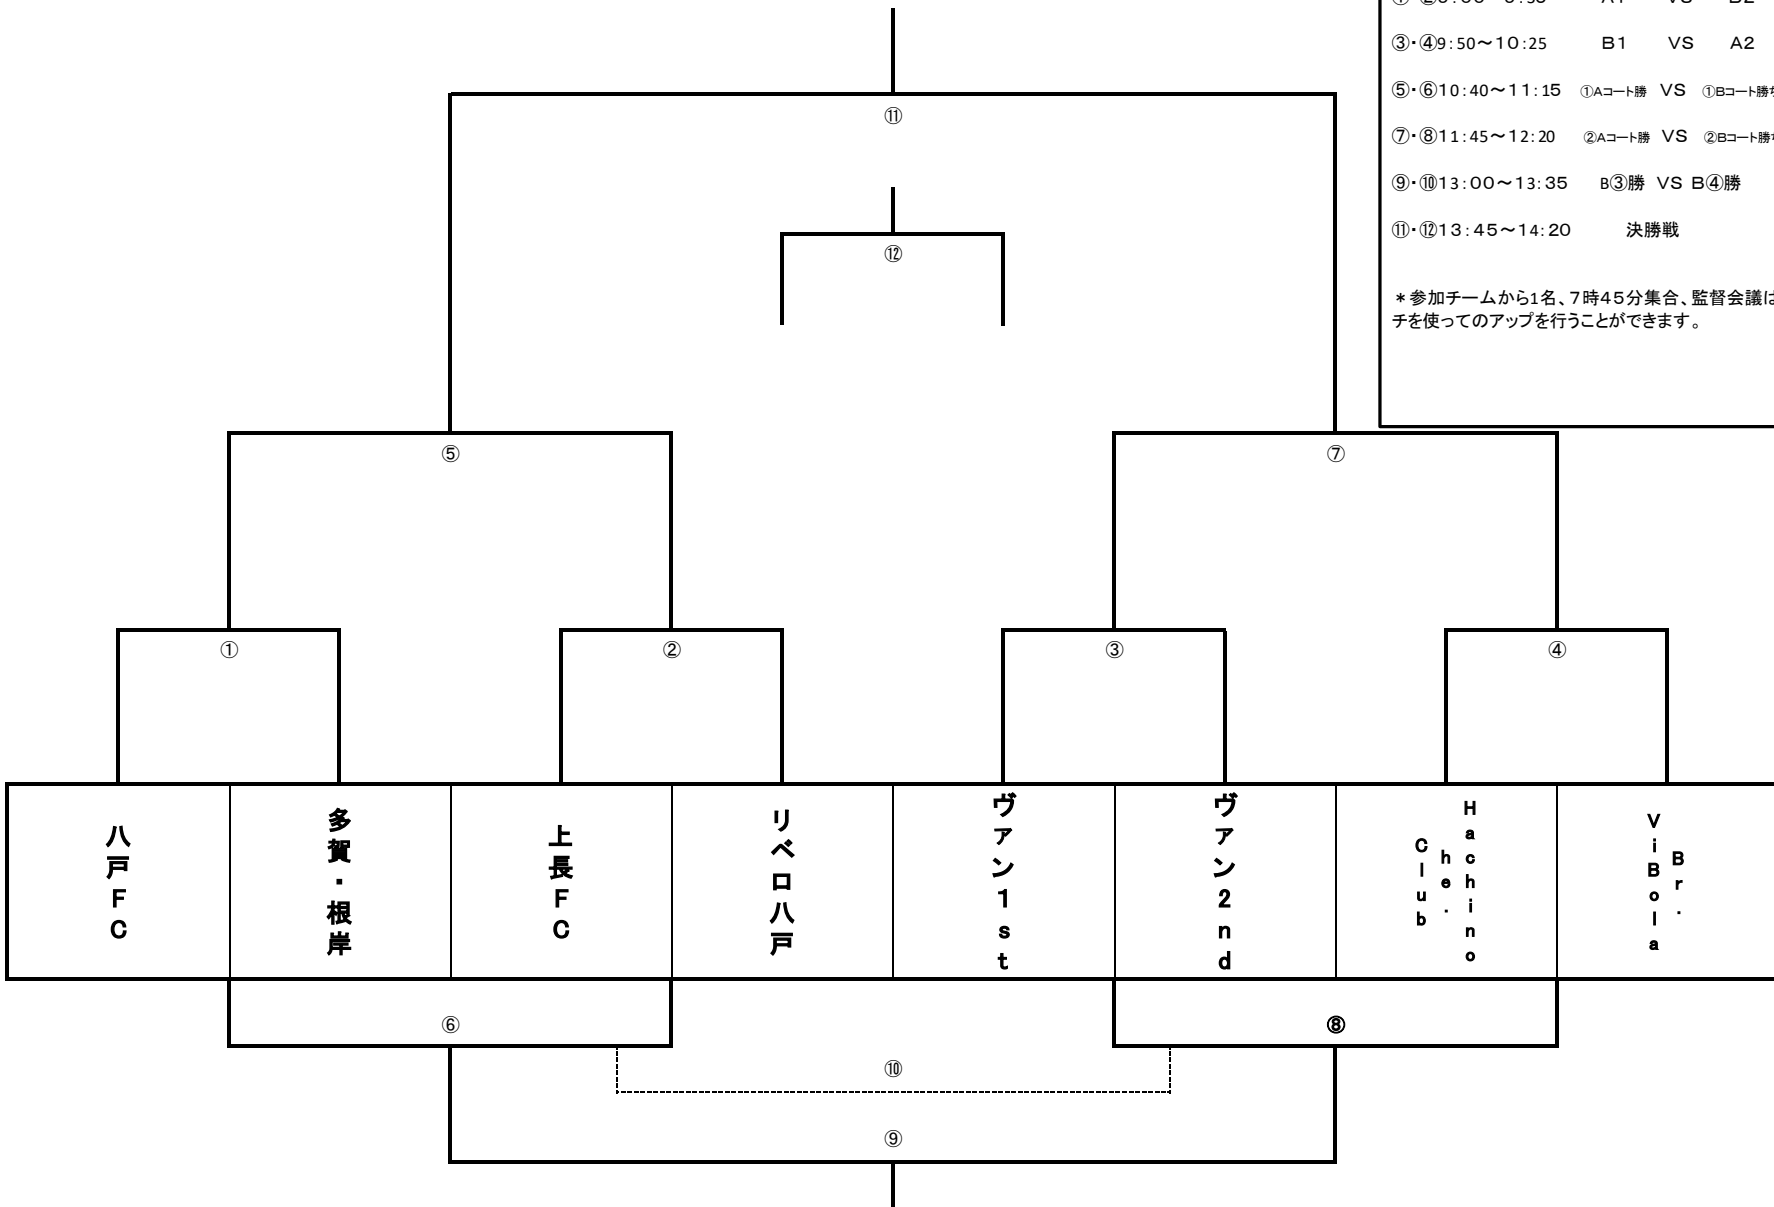 ③・④9:50～10:25 B1 VS A2
⑤・⑥10:40～11:15 ①Aコート勝 VS ①Bコート勝
⑦・⑧11:45～12:20 ②Aコート勝 VS ②Bコート勝
⑨・⑩13:00～13:35 B③勝 VS B④勝
⑪・⑫13:45～14:20 決勝戦
＊参加チームから1名、7時45分集合、監督会議は
チを使ってのアップを行うことができます。
⑪
⑫
⑤
⑦
①
②
③
④
八戸FC
多賀・根岸
上長FC
リベロ八戸
ヴァン1st
ヴァン2nd
Hachino
he.
Club
Br.
ViBola
⑥
⑧
⑩
⑨